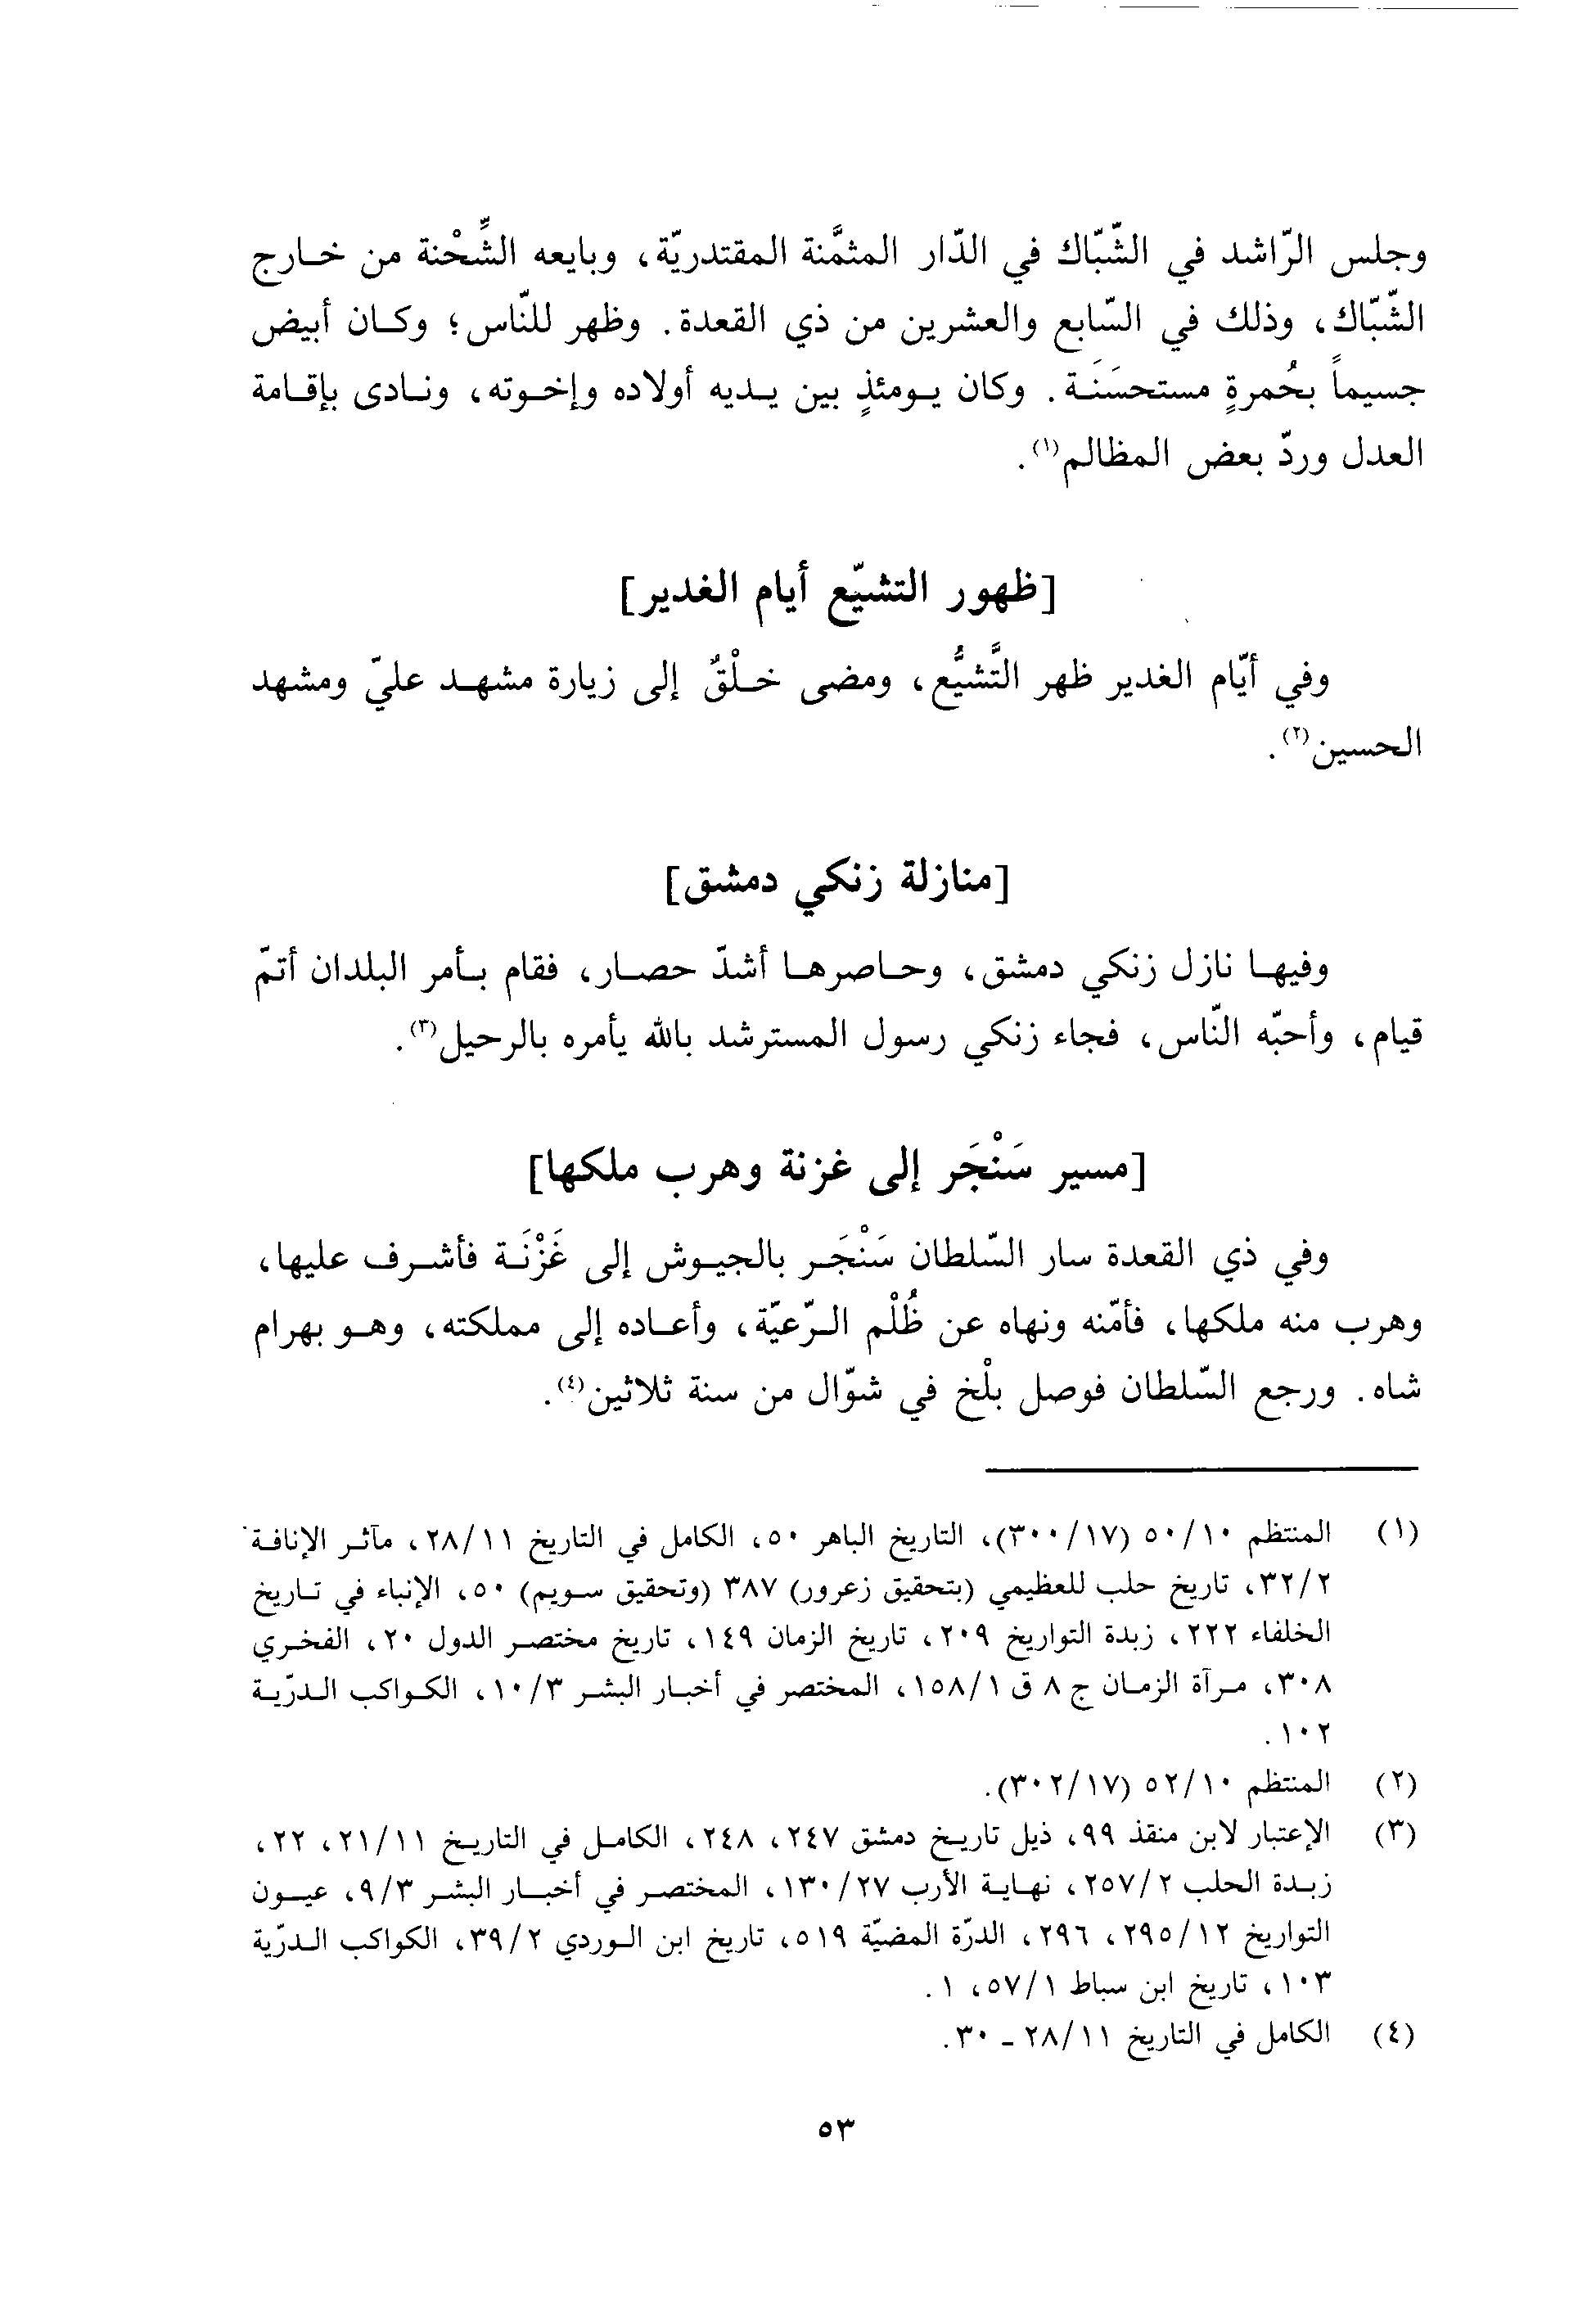 وجلس الرّاشد في الشّبّاك في الدّار المثمَّنة المقتدريّة، وبايعه الشِّحْنة من خارج
الشّبّاك، وذلك في السّابع والعشرين من ذي القعدة. وظهر للنّاس؛ وكان أبيض
جسيماً بحُمرةٍ مستحسَنَة. وكان يومئذٍ بين يديه أولاده وإخوته، ونادى بإقامة
العدل وردّ بعض المظالم(١).
[ظهور التشيّع أيام الغدير]
وفي أيّام الغدير ظهر التَّشيُّع، ومضى خلْقٌ إلى زيارة مشهد عليّ ومشهد
الحسين(٢).
[منازلة زنكي دمشق]
وفيها نازل زنكي دمشق، وحاصرها أشدّ حصار، فقام بأمر البلدان أتمّ
قيام، وأحبّه النّاس، فجاء زنكي رسول المسترشد بالله يأمره بالرحيل(٣).
[مسير سَنْجَر إلى غزنة وهرب ملكها]
وفي ذي القعدة سار السّلطان سَنْجَر بالجيوش إلى غَزْنَة فأشرف عليها،
وهرب منه ملكها، فأمّنه ونهاه عن ظُلْم الرّعيّة، وأعاده إلى مملكته، وهو بهرام
شاه. ورجع السّلطان فوصل بلْخ في شوّال من سنة ثلاثين(٤).
(١) المنتظم ٥٠/١٠ (٣٠٠/١٧)، التاريخ الباهر ٥٠، الكامل في التاريخ ٢٨/١١، مآثر الإنافة
٣٢/٢، تاريخ حلب للعظيمي (بتحقيق زعرور) ٣٨٧ (وتحقيق سويم) ٥٠، الإنباء في تاريخ
الخلفاء ٢٢٢، زبدة التواريخ ٢٠٩، تاريخ الزمان ١٤٩، تاريخ مختصر الدول ٢٠، الفخري
٣٠٨، مرآة الزمان ج ٨ ق ١٥٨/١، المختصر في أخبار البشر ١٠/٣، الكواكب الدرّية
١٠٢.
(٢) المنتظم ٥٢/١٠ (٣٠٢/١٧).
(٣) الإعتبار لابن منقذ ٩٩، ذيل تاريخ دمشق ٢٤٧، ٢٤٨، الكامل في التاريخ ٢١/١١، ٢٢،
زبدة الحلب ٢٥٧/٢، نهاية الأرب ١٣٠/٢٧، المختصر في أخبار البشر ٩/٣، عيون
التواريخ ٢٩٥/١٢، ٢٩٦، الدرّة المضيّة ٥١٩، تاريخ ابن الوردي ٣٩/٢، الكواكب الدرّية
١٠٣، تاريخ ابن سباط ٥٧/١، ١.
(٤) الكامل في التاريخ ٢٨/١١ ـ ٣٠.
٥٣